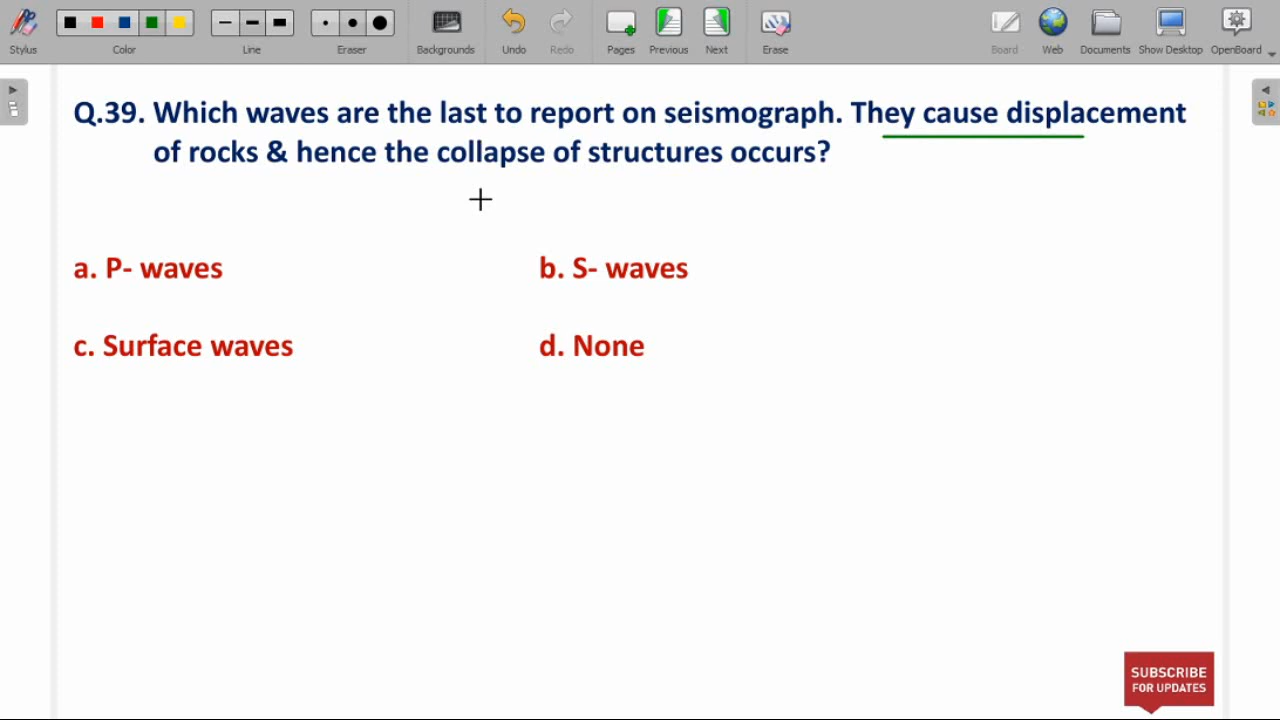 Stylus
Color
Line
Eraser
Backgrounds
Undo
Redo
Pages
Previous
Next
Erase
Board
Web
Documents
Show Desktop
OpenBoard
Q.39. Which waves are the last to report on seismograph. They cause displacement
of rocks & hence the collapse of structures occurs?
a. P- waves
b. S- waves
c. Surface waves
d. None
SUBSCRIBE
FOR UPDATES